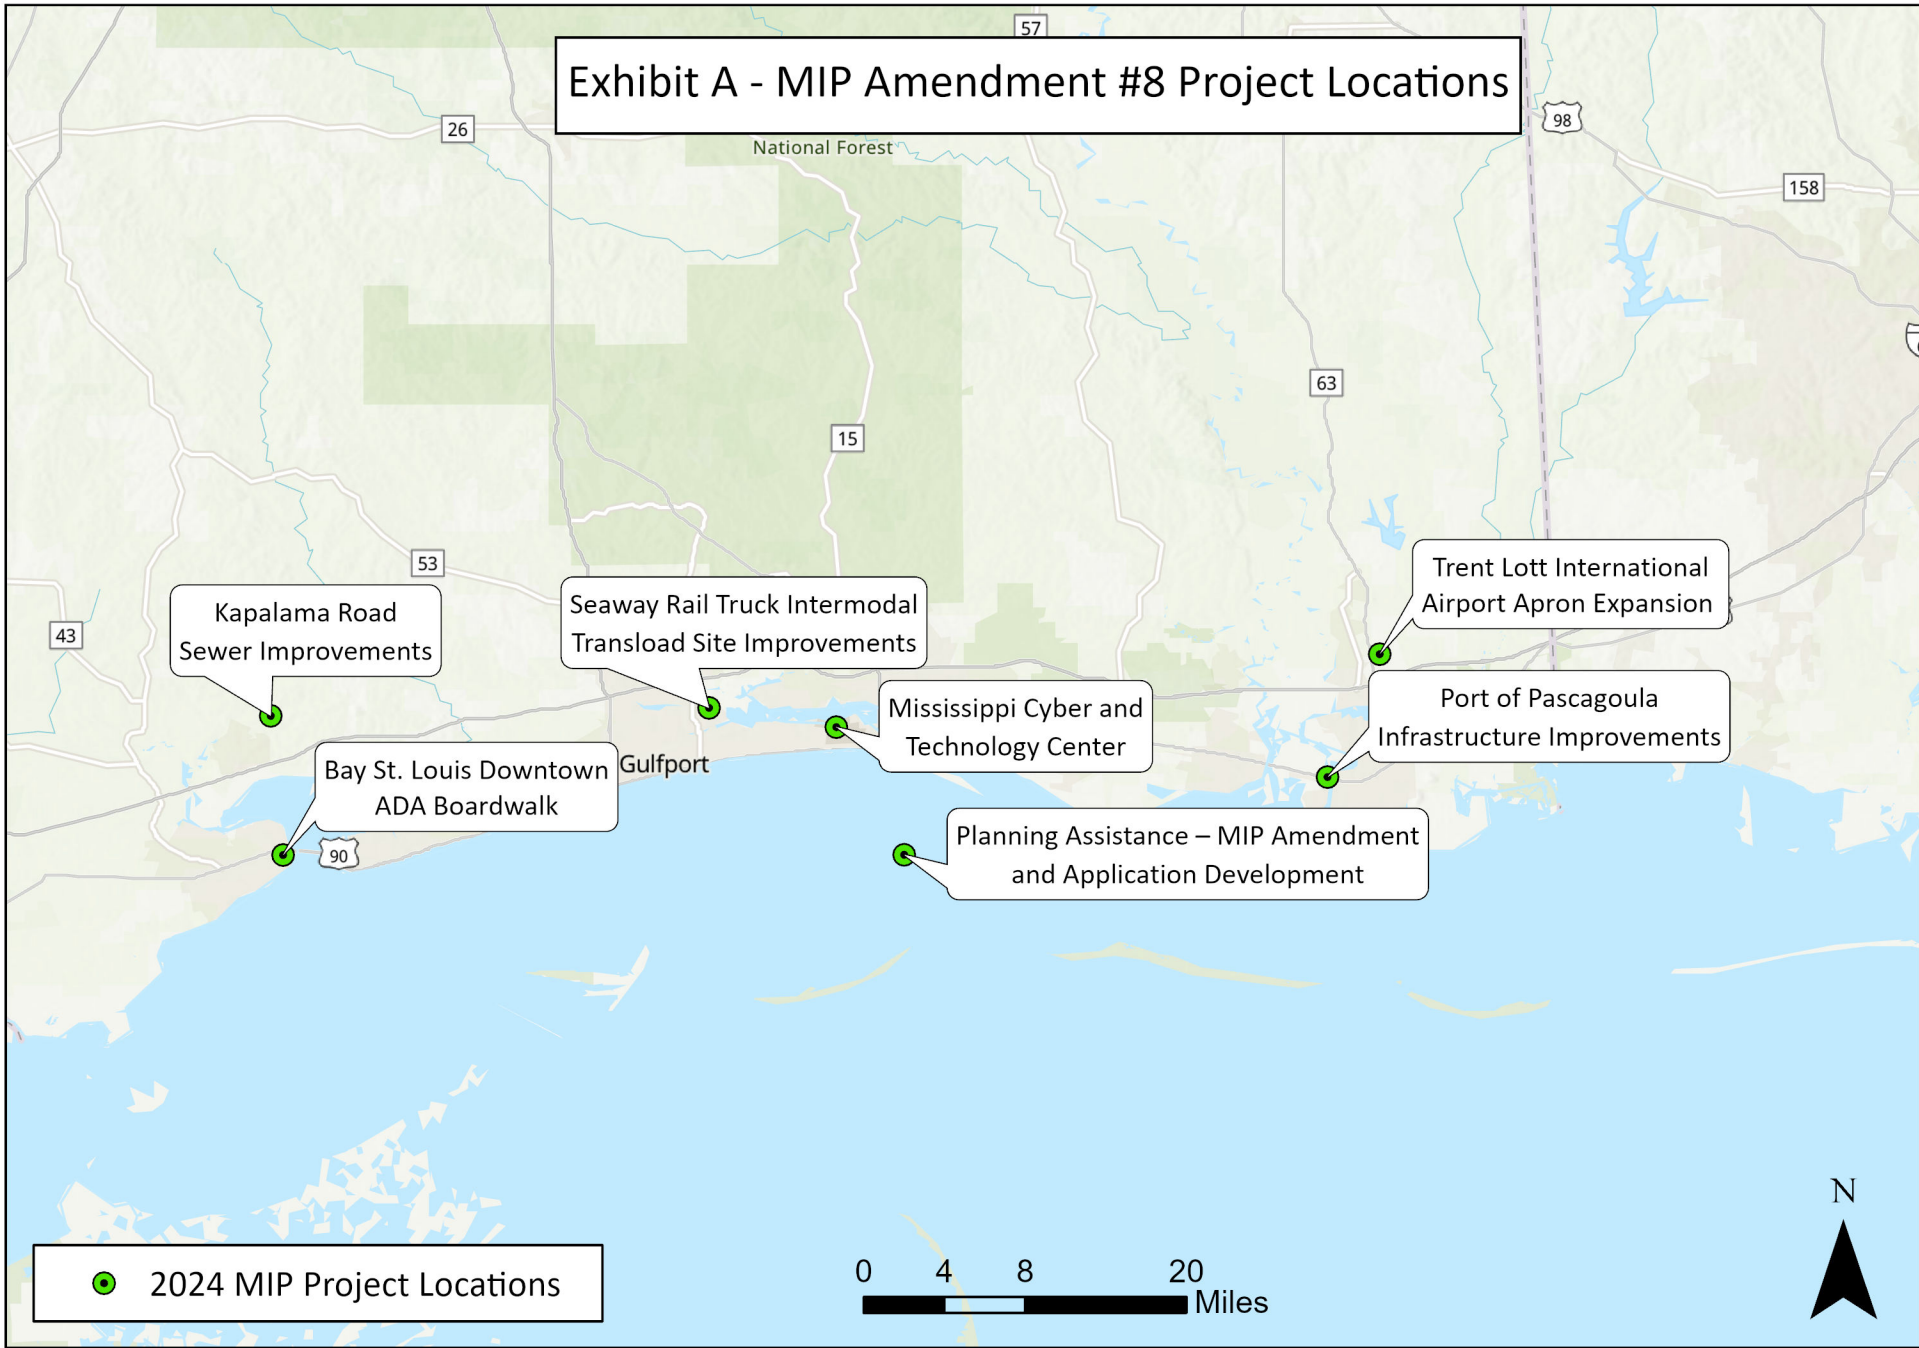 57
Exhibit A - MIP Amendment #8 Project Locations
26
98
National Forest
158
63
15
53
Trent Lott International
Airport Apron Expansion
Kapalama Road
Sewer Improvements
Seaway Rail Truck Intermodal
Transload Site Improvements
43
Port of Pascagoula
Infrastructure Improvements
Mississippi Cyber and
Technology Center
Gulfport
Bay St. Louis Downtown
ADA Boardwalk
90
Planning Assistance – MIP Amendment
and Application Development
N
2024 MIP Project Locations
0 4 8 20
Miles